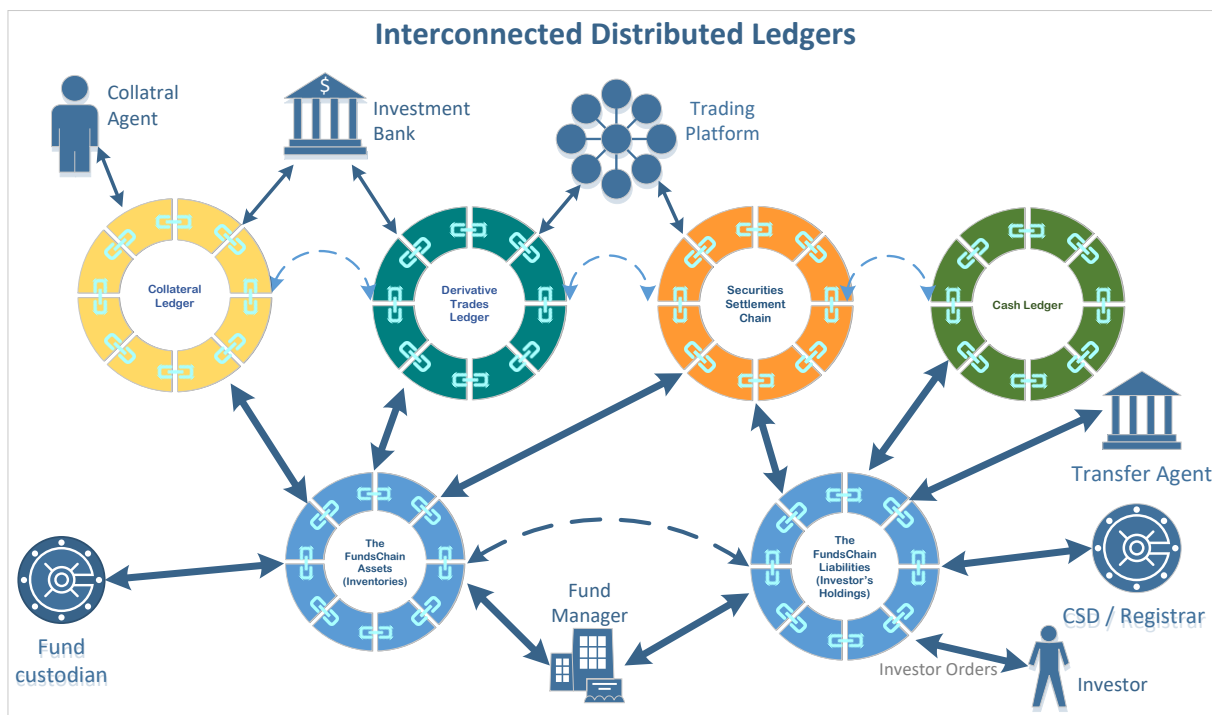 Interconnected Distributed Ledgers
Collatral
Agent
$
Investment
Bank
Trading
Platform
Collateral
Ledger
Derivative
Trades
Ledger
Securities
Settlement
Chain
Cash Ledger
Transfer Agent
The
FundsChain
Assets
(Inventories)
The
FundsChain
Liabilities
(Investor's
Holdings)
Fund
custodian
Fund
Manager
CSD / Registrar
Investor Orders
Investor